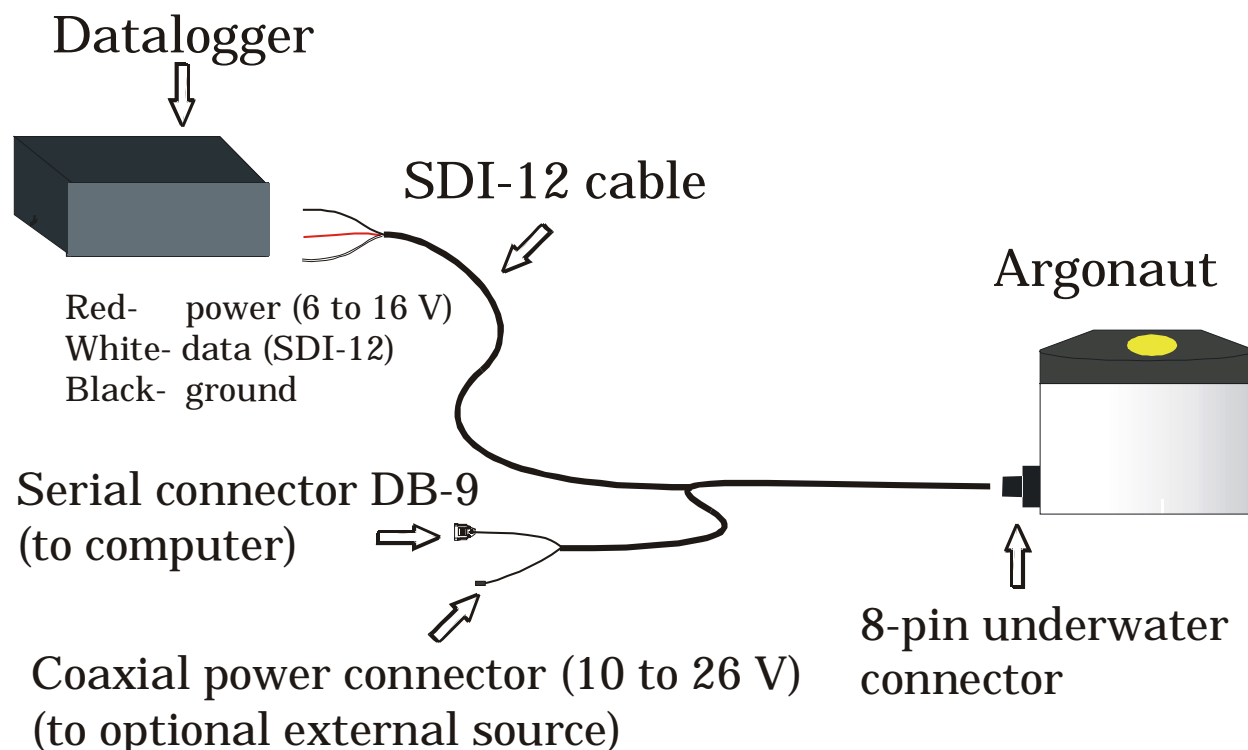 Datalogger
SDI-12 cable
Argonaut
Red- power (6 to 16 V)
White- data (SDI-12)
Black- ground
Serial connector DB-9
(to computer)
8-pin underwater
connector
Coaxial power connector (10 to 26 V)
(to optional external source)